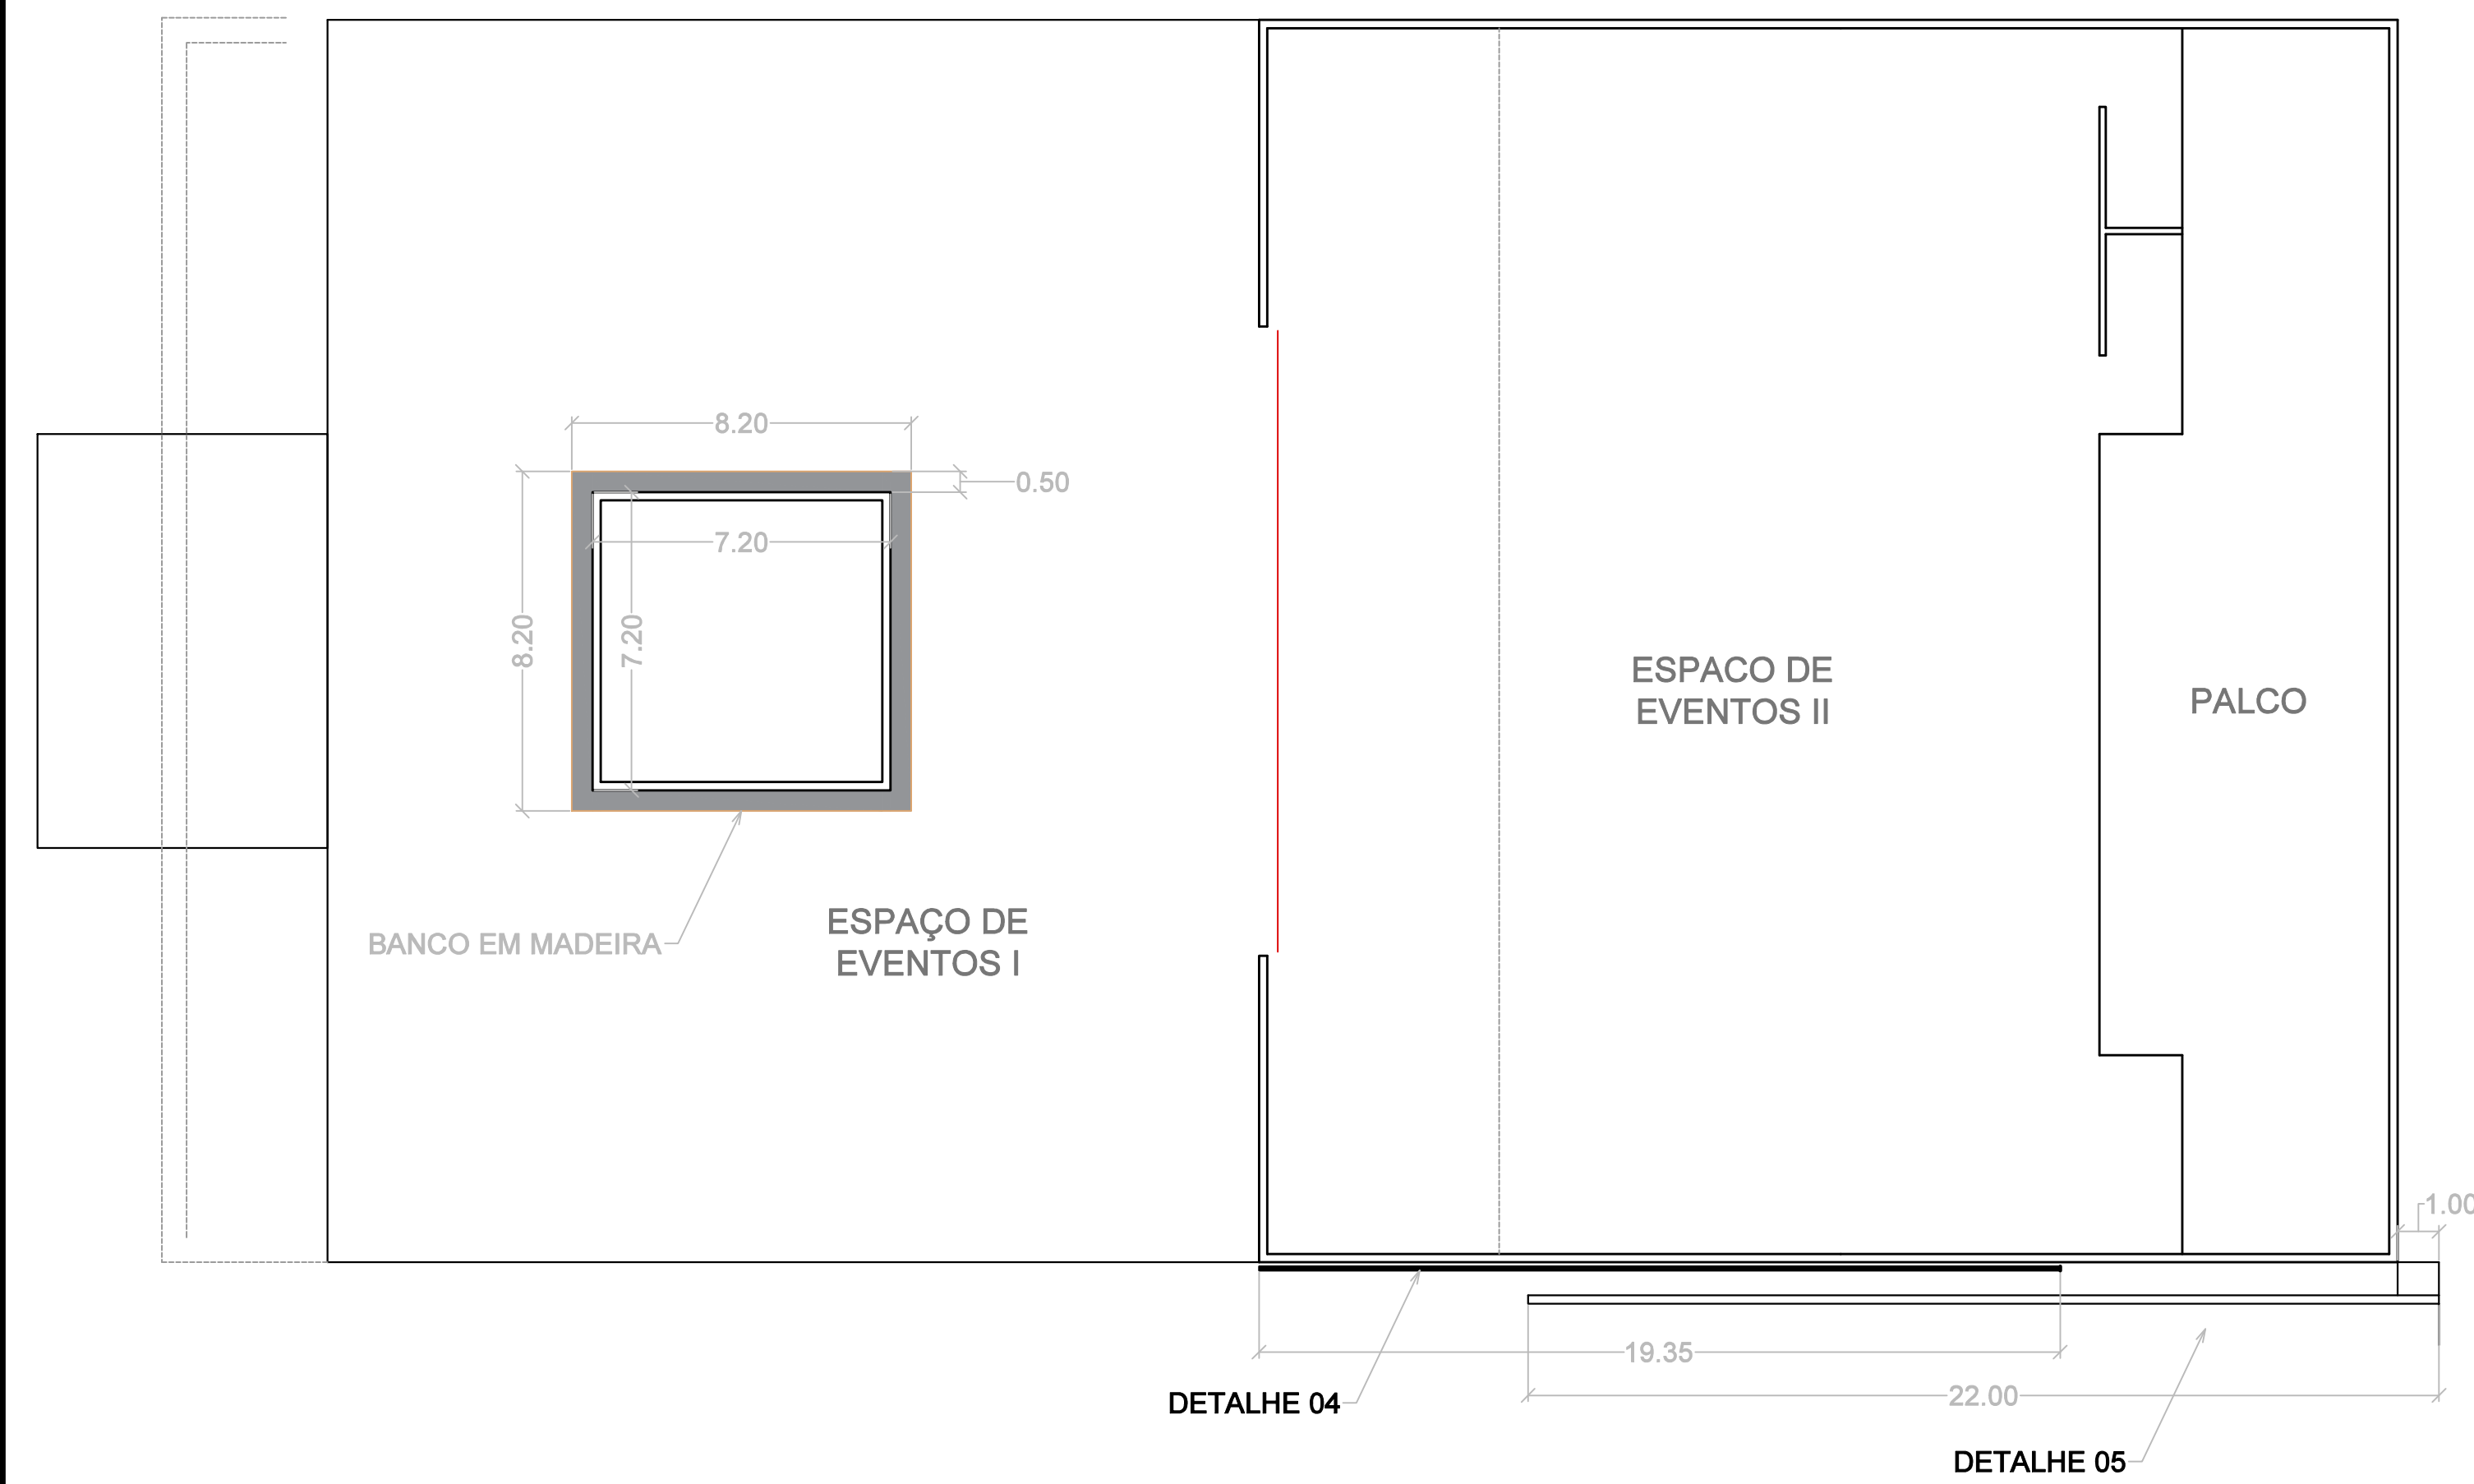 8.20
0.50
7.20
8.20
7.20
ESPAÇO DE
EVENTOS II
PALCO
BANCO EM MADEIRA
ESPAÇO DE
EVENTOS I
1.00
19.35
22.00
DETALHE 04
DETALHE 05